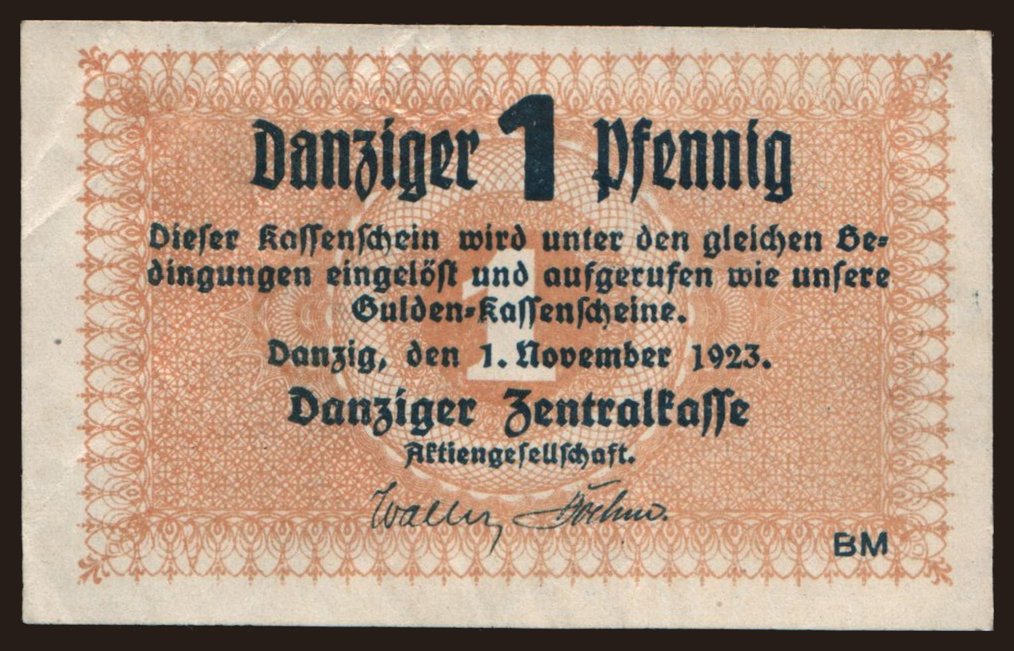 Danziger 1 Pfennig
Dieser Kassenschein wird unter den gleichen Be-
dingungen eingelöst und aufgerufen wie unsere
Gulden-Kassenscheine.
1
Danzig, den 1. November 1923.
Danziger Zentralkasse
Aktiengesellschaft.
BM